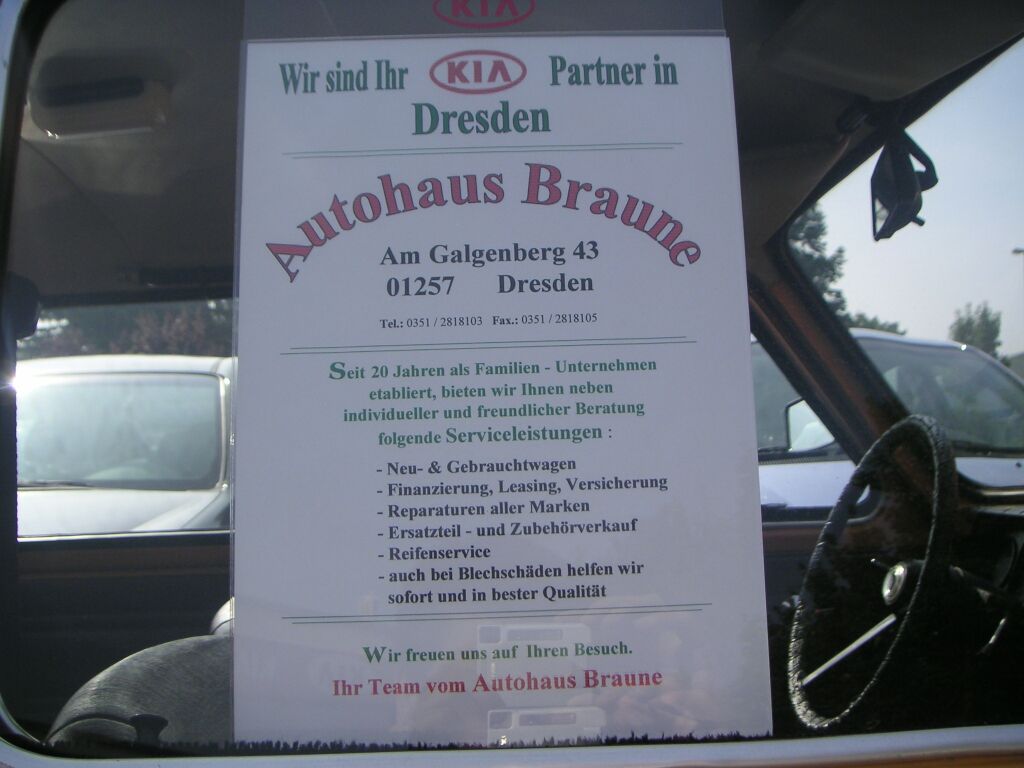 KIA
Wir sind Ihr KIA Partner in
Dresden
Autohaus Braune
Am Galgenberg 43
01257 Dresden
Tel.: 0351 / 2818103 Fax.: 0351 / 2818105
Seit 20 Jahren als Familien - Unternehmen
etabliert, bieten wir Ihnen neben
individueller und freundlicher Beratung
folgende Serviceleistungen :
- Neu- & Gebrauchtwagen
- Finanzierung, Leasing, Versicherung
- Reparaturen aller Marken
- Ersatzteil - und Zubehörverkauf
- Reifenservice
- auch bei Blechschäden helfen wir
sofort und in bester Qualität
Wir freuen uns auf Ihren Besuch.
Ihr Team vom Autohaus Braune